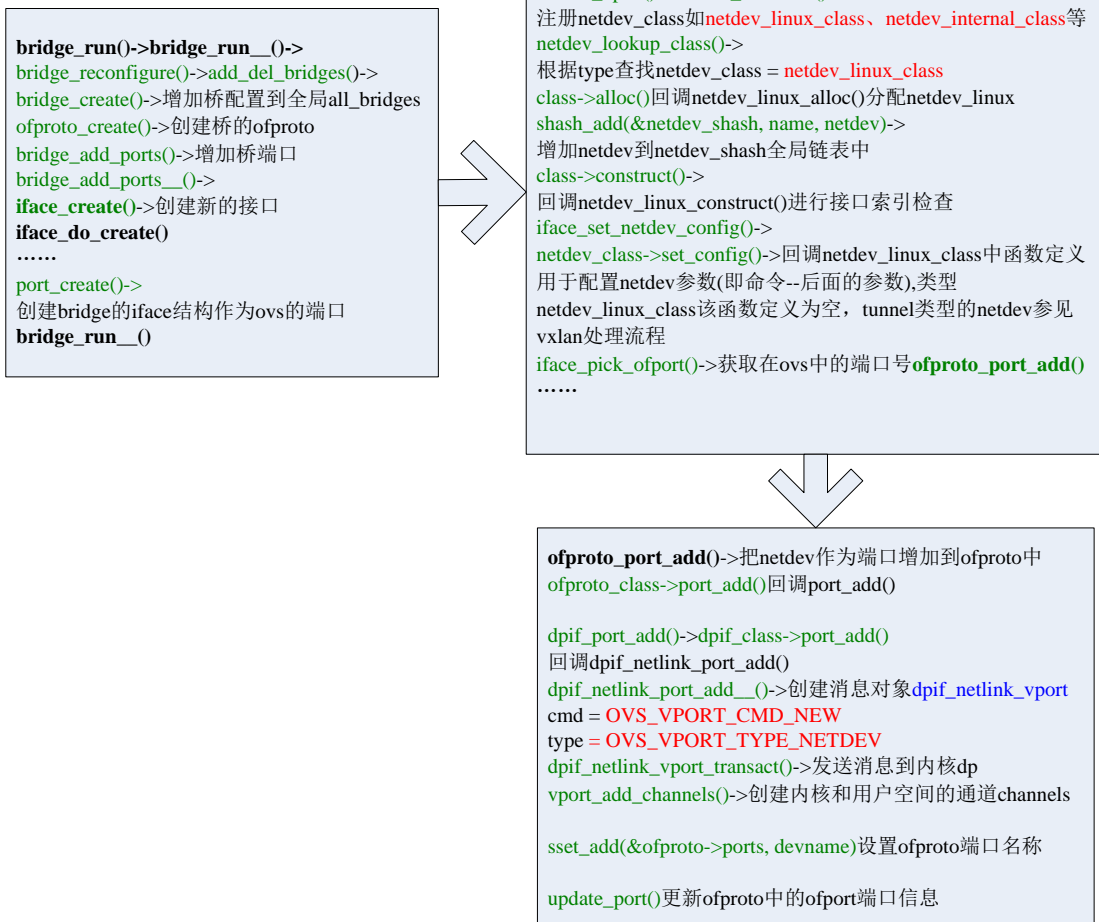 bridge_run()->bridge_run__()->
bridge_reconfigure()->add_del_bridges()->
bridge_create()->增加桥配置到全局all_bridges
ofproto_create()->创建桥的ofproto
bridge_add_ports()->增加桥端口
bridge_add_ports__()->
iface_create()->创建新的接口
iface_do_create()
……
port_create()->
创建bridge的iface结构作为ovs的端口
bridge_run__()
注册netdev_class如netdev_linux_class、netdev_internal_class等
netdev_lookup_class()->
根据type查找netdev_class = netdev_linux_class
class->alloc()回调netdev_linux_alloc()分配netdev_linux
shash_add(&netdev_shash, name, netdev)->
增加netdev到netdev_shash全局链表中
class->construct()->
回调netdev_linux_construct()进行接口索引检查
iface_set_netdev_config()->
netdev_class->set_config()->回调netdev_linux_class中函数定义
用于配置netdev参数(即命令--后面的参数),类型
netdev_linux_class该函数定义为空，tunnel类型的netdev参见
vxlan处理流程
iface_pick_ofport()->获取在ovs中的端口号ofproto_port_add()
……
ofproto_port_add()->把netdev作为端口增加到ofproto中
ofproto_class->port_add()回调port_add()
dpif_port_add()->dpif_class->port_add()
回调dpif_netlink_port_add()
dpif_netlink_port_add__()->创建消息对象dpif_netlink_vport
cmd = OVS_VPORT_CMD_NEW
type = OVS_VPORT_TYPE_NETDEV
dpif_netlink_vport_transact()->发送消息到内核dp
vport_add_channels()->创建内核和用户空间的通道channels
sset_add(&ofproto->ports, devname)设置ofproto端口名称
update_port()更新ofproto中的ofport端口信息